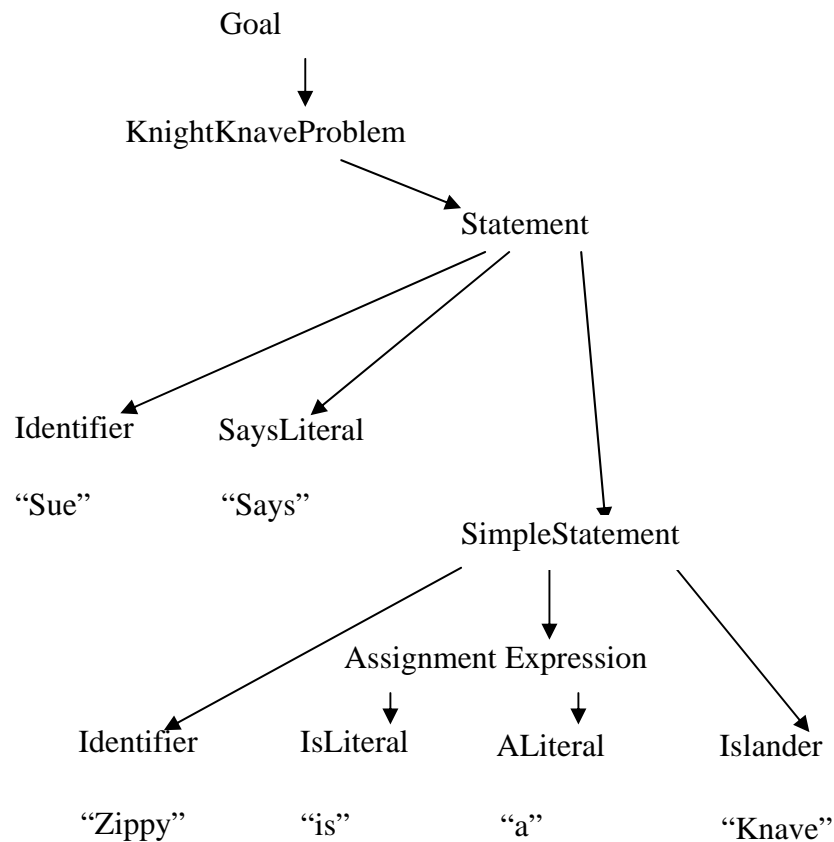 Goal
KnightKnaveProblem
Statement
Identifier SaysLiteral
“Sue” “Says”
SimpleStatement
Assignment Expression
Identifier IsLiteral ALiteral Islander
“Zippy” “is” “a” “Knave”